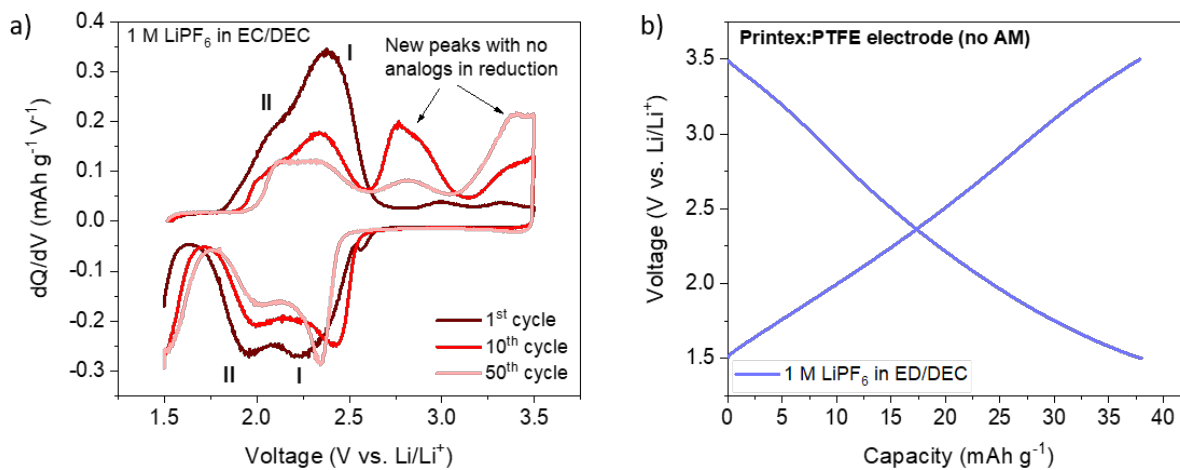 a)
1 M LiPF₆ in EC/DEC
I
New peaks with no
analogs in reduction
II
0.4
0.3
0.2
0.1
0.0
-0.1
-0.2
-0.3
dQ/dV (mAh g⁻¹ V⁻¹)
II
I
1ˢᵗ cycle
10ᵗʰ cycle
50ᵗʰ cycle
1.5 2.0 2.5 3.0 3.5
Voltage (V vs. Li/Li⁺)
b)
Printex:PTFE electrode (no AM)
3.5
3.0
2.5
2.0
1.5
Voltage (V vs. Li/Li⁺)
1 M LiPF₆ in ED/DEC
0 5 10 15 20 25 30 35 40
Capacity (mAh g⁻¹)